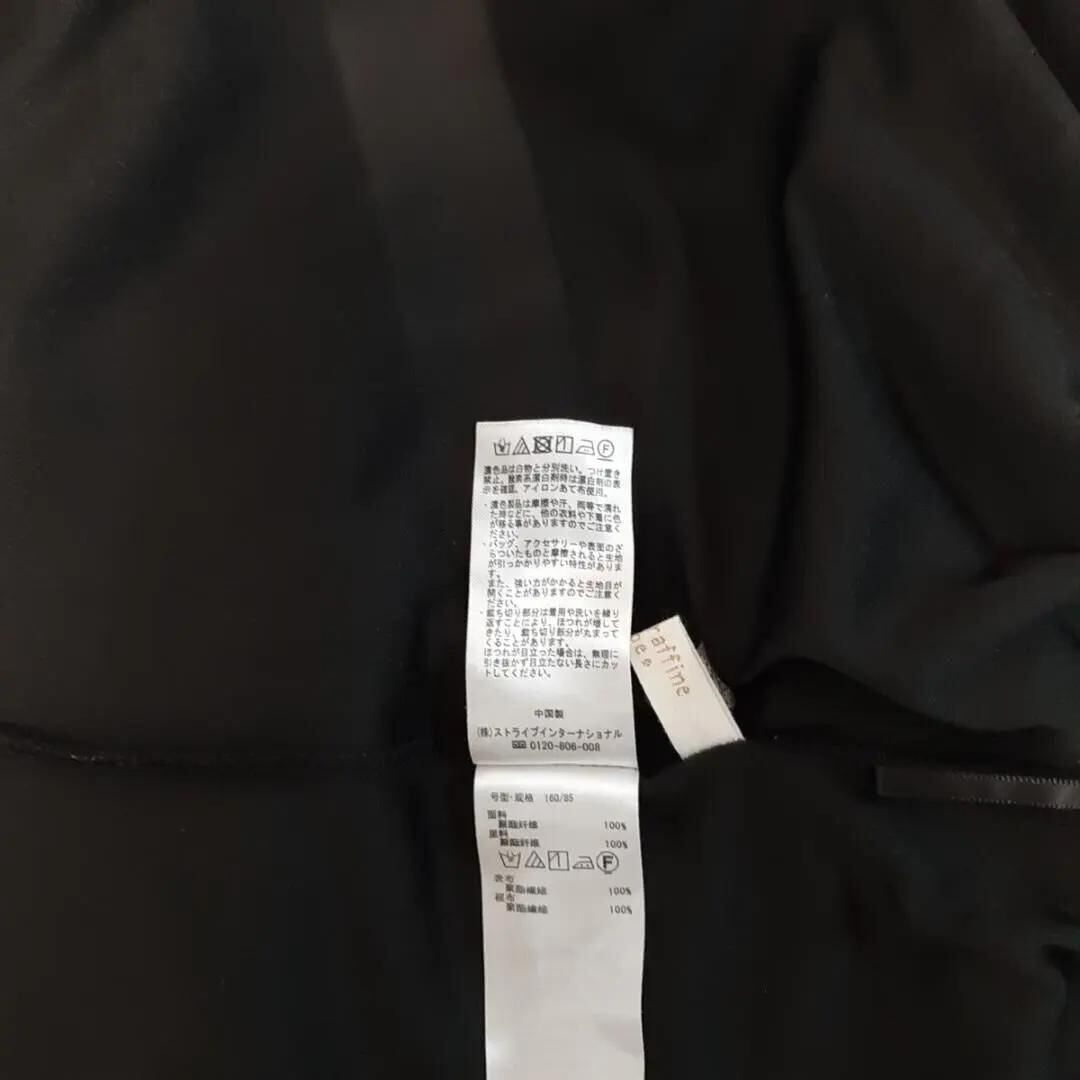 濃色品は白物と分別洗い。つけ置き
禁止。酸素系漂白剤時は漂白剤の表
示を確認。アイロンあて布使用。
・濃色製品は摩擦や汗、雨等で濡れ
た時などに、他の衣料や下着に色
が移る事がありますのでご注意く
ださい。
・バッグ、アクセサリーや表面のざ
らついたものと摩擦されると生地
が引っかかりやすい特性がありま
す。
また、強い力がかかると生地目が
開くことがありますのでご注意く
ださい。
・裁ち切り部分は着用や洗いを繰り
返すことにより、ほつれが増して
きたり、裁ち切り部分が丸まって
くることがあります。
ほつれが目立った場合は、無理に
引き抜かず目立たない長さにカッ
トしてください。
中国製
(株)ストライプインターナショナル
0120-806-008
raffine
号型·规格 160/85
面料
聚酯纤维 100%
里料
聚酯纤维 100%
F
表布
聚酯纖維 100%
裡布
聚酯纖維 100%